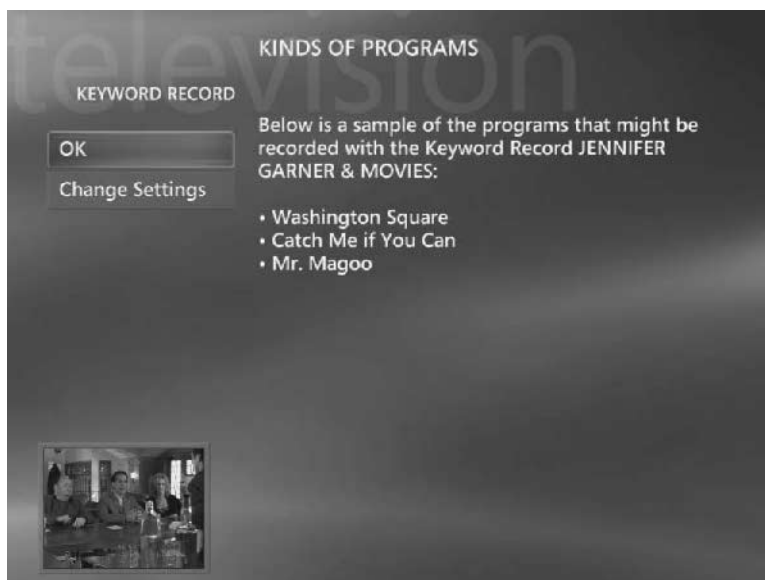 television
KINDS OF PROGRAMS
KEYWORD RECORD
OK
Change Settings
Below is a sample of the programs that might be
recorded with the Keyword Record JENNIFER
GARNER & MOVIES:
• Washington Square
• Catch Me if You Can
• Mr. Magoo